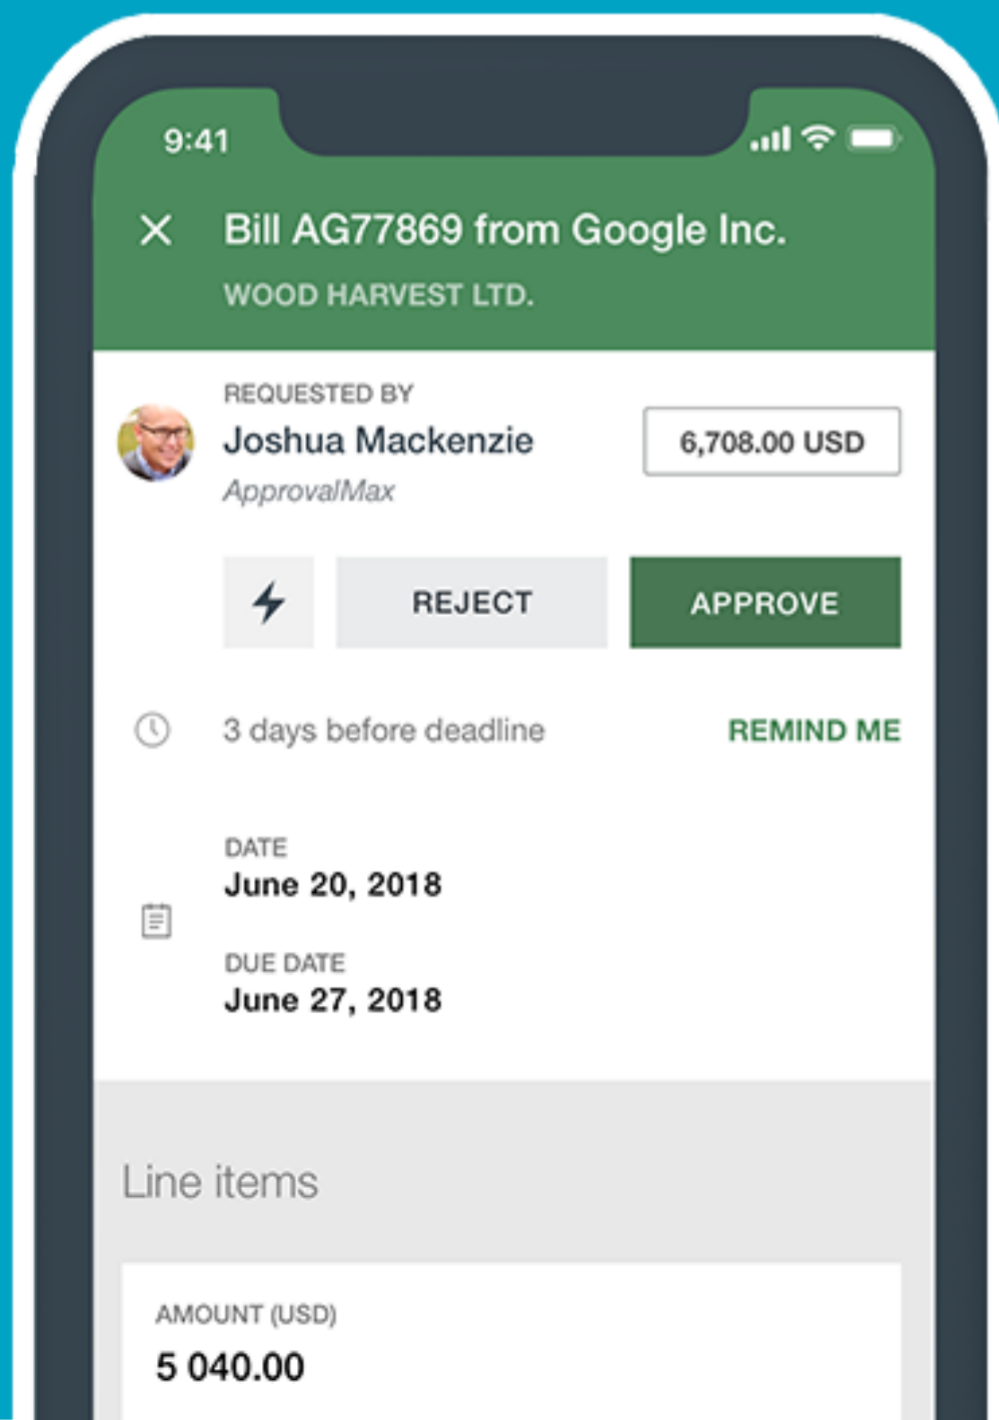 9:41
Bill AG77869 from Google Inc.
WOOD HARVEST LTD.
REQUESTED BY
Joshua Mackenzie
6,708.00 USD
ApprovalMax
REJECT
APPROVE
3 days before deadline
REMIND ME
DATE
June 20, 2018
DUE DATE
June 27, 2018
Line items
AMOUNT (USD)
5 040.00